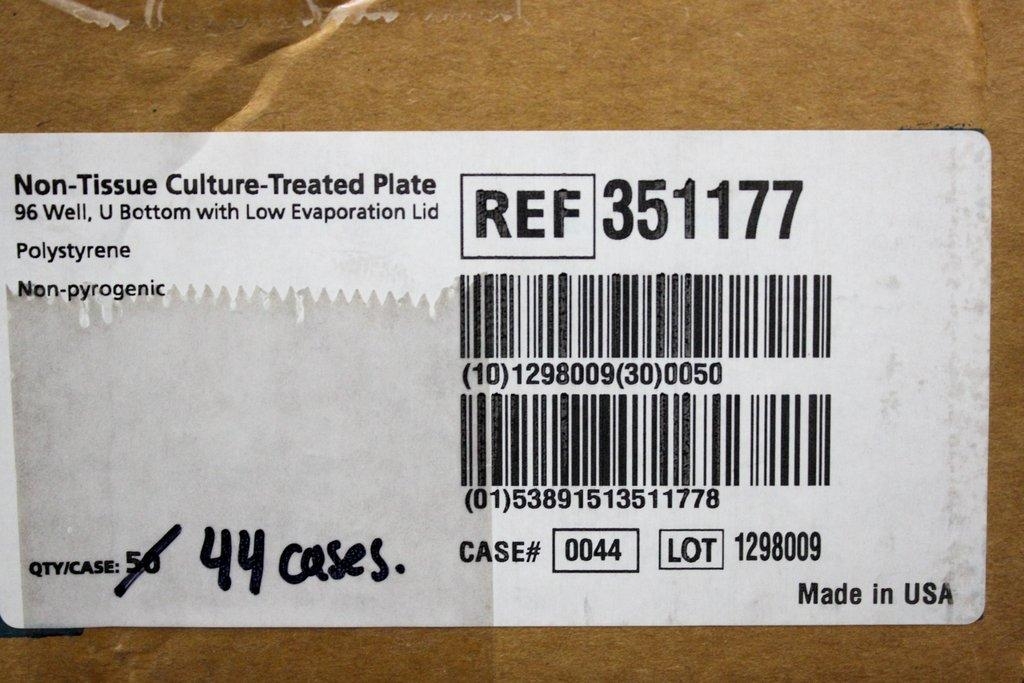 Non-Tissue Culture-Treated Plate
96 Well, U Bottom with Low Evaporation Lid
Polystyrene
Non-pyrogenic
QTY/CASE: 50 44 cases.
REF 351177
(10)1298009(30)0050
(01)53891513511778
CASE# 0044 LOT 1298009
Made in USA